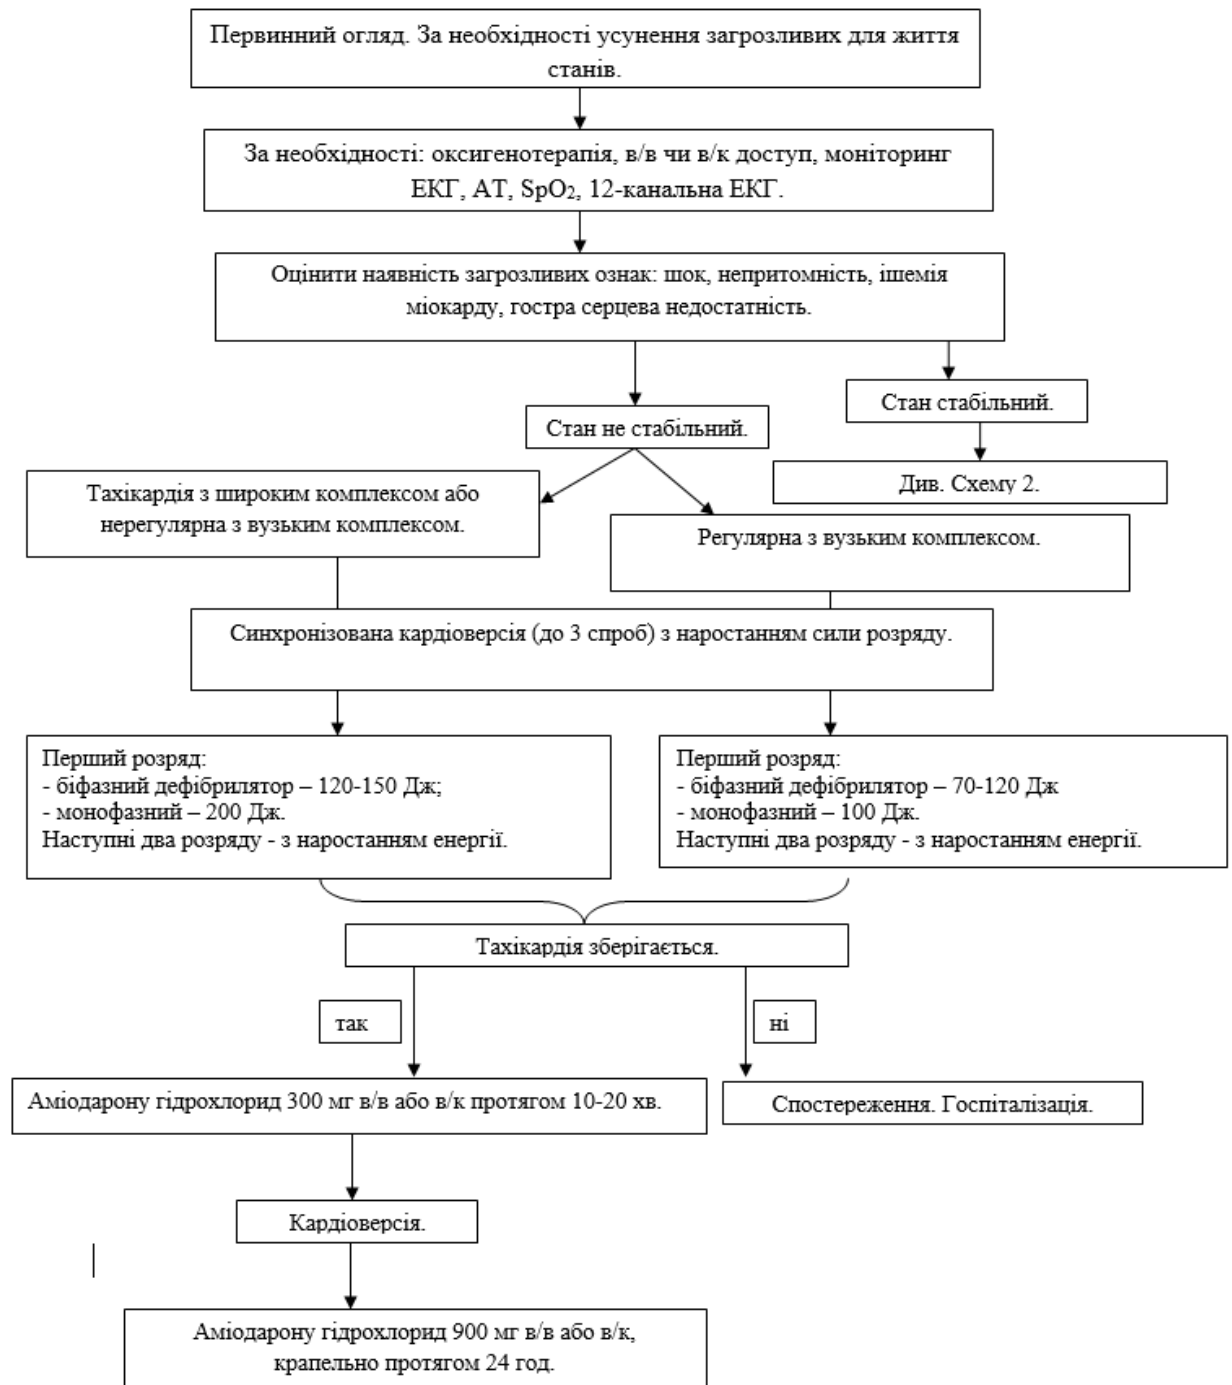 Первинний огляд. За необхідності усунення загрозливих для життя
станів.
За необхідності: оксигенотерапія, в/в чи в/к доступ, моніторинг
ЕКГ, АТ, SpO₂, 12-канальна ЕКГ.
Оцінити наявність загрозливих ознак: шок, непритомність, ішемія
міокарду, гостра серцева недостатність.
Стан стабільний.
Стан не стабільний.
Див. Схему 2.
Тахікардія з широким комплексом або
нерегулярна з вузьким комплексом.
Регулярна з вузьким комплексом.
Синхронізована кардіоверсія (до 3 спроб) з наростанням сили розряду.
Перший розряд:
- біфазний дефібрилятор – 120-150 Дж;
- монофазний – 200 Дж.
Наступні два розряду - з наростанням енергії.
Перший розряд:
- біфазний дефібрилятор – 70-120 Дж
- монофазний – 100 Дж.
Наступні два розряду - з наростанням енергії.
Тахікардія зберігається.
так
ні
Аміодарону гідрохлорид 300 мг в/в або в/к протягом 10-20 хв.
Спостереження. Госпіталізація.
Кардіоверсія.
Аміодарону гідрохлорид 900 мг в/в або в/к,
крапельно протягом 24 год.